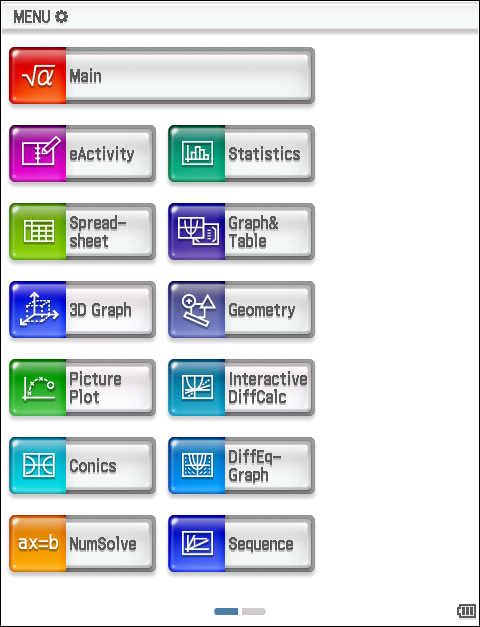 MENU
√α Main
eActivity
Statistics
Spread-
sheet
Graph&
Table
3D Graph
Geometry
Picture
Plot
Interactive
DiffCalc
Conics
DiffEq-
Graph
ax=b NumSolve
Sequence